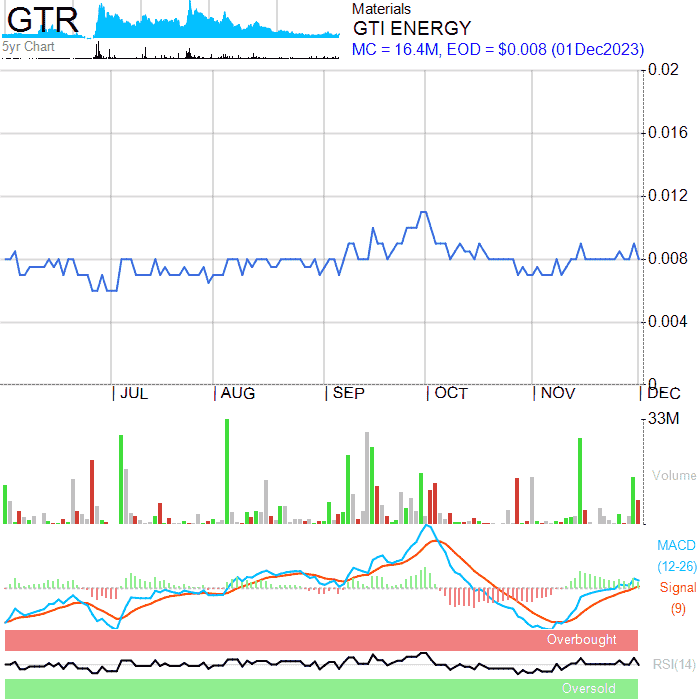 GTR
5yr Chart
Materials
GTI ENERGY
MC = 16.4M, EOD = $0.008 (01Dec2023)
0.02
0.016
0.012
0.008
0.004
0
JUL AUG SEP OCT NOV DEC
33M
Volume
MACD
(12-26)
Signal
(9)
Overbought
RSI(14)
Oversold